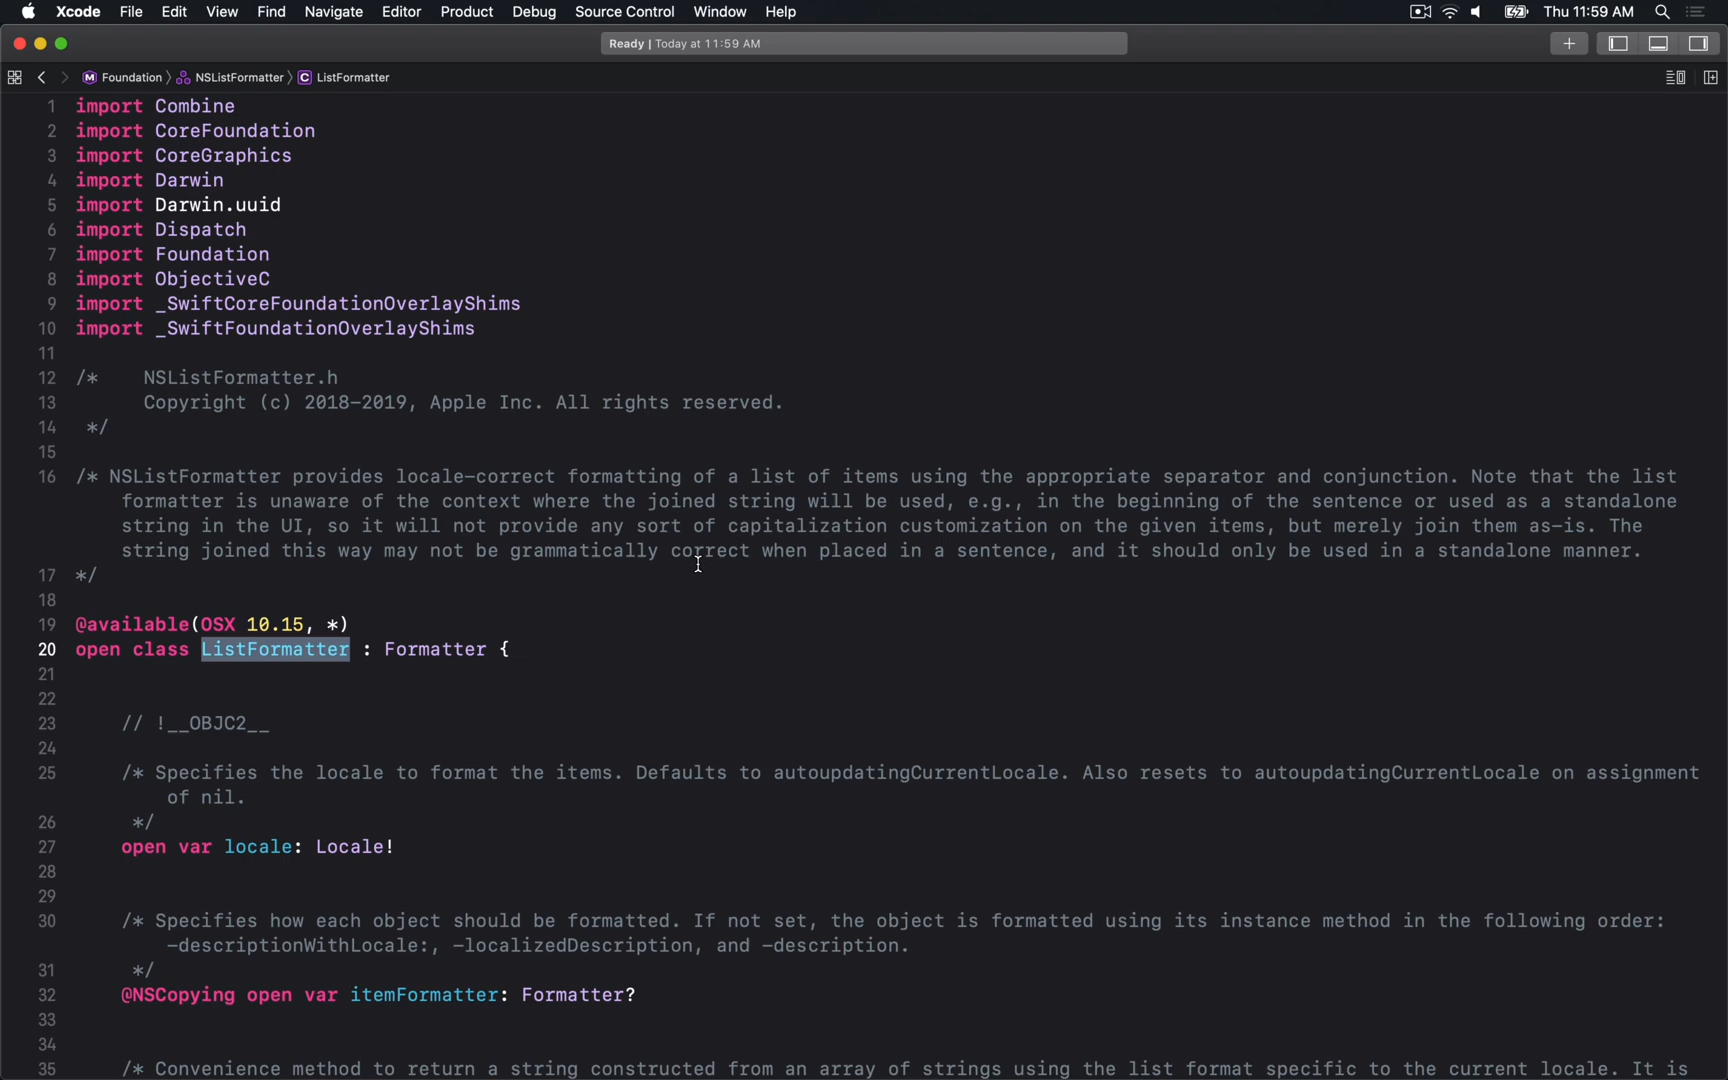 Xcode File Edit View Find Navigate Editor Product Debug Source Control Window Help Thu 11:59 AM
Ready | Today at 11:59 AM
M Foundation NSListFormatter C ListFormatter
1 import Combine
2 import CoreFoundation
3 import CoreGraphics
4 import Darwin
5 import Darwin.uuid
6 import Dispatch
7 import Foundation
8 import ObjectiveC
9 import _SwiftCoreFoundationOverlayShims
10 import _SwiftFoundationOverlayShims
11
12 /* NSListFormatter.h
13 Copyright (c) 2018-2019, Apple Inc. All rights reserved.
14 */
15
16 /* NSListFormatter provides locale-correct formatting of a list of items using the appropriate separator and conjunction. Note that the list
formatter is unaware of the context where the joined string will be used, e.g., in the beginning of the sentence or used as a standalone
string in the UI, so it will not provide any sort of capitalization customization on the given items, but merely join them as-is. The
string joined this way may not be grammatically correct when placed in a sentence, and it should only be used in a standalone manner.
17 */
18
19 @available(OSX 10.15, *)
20 open class ListFormatter : Formatter {
21
22
23 // !__OBJC2__
24
25 /* Specifies the locale to format the items. Defaults to autoupdatingCurrentLocale. Also resets to autoupdatingCurrentLocale on assignment
of nil.
26 */
27 open var locale: Locale!
28
29
30 /* Specifies how each object should be formatted. If not set, the object is formatted using its instance method in the following order:
-descriptionWithLocale:, -localizedDescription, and -description.
31 */
32 @NSCopying open var itemFormatter: Formatter?
33
34
35 /* Convenience method to return a string constructed from an array of strings using the list format specific to the current locale. It is